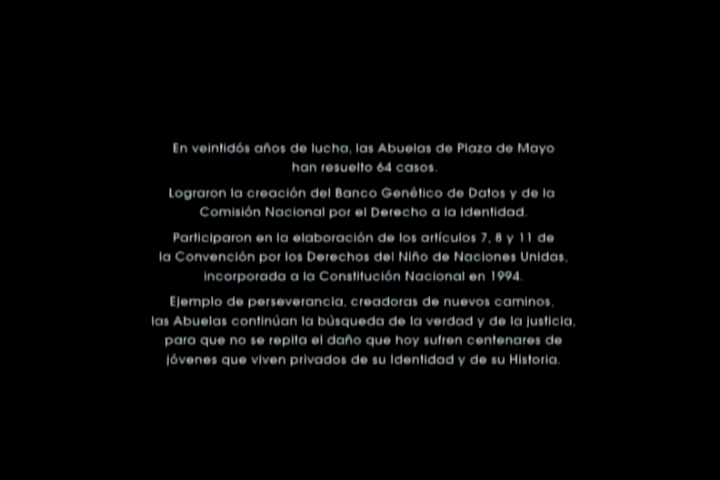 En veintidós años de lucha, las Abuelas de Plaza de Mayo
han resuelto 64 casos.
Lograron la creación del Banco Genético de Datos y de la
Comisión Nacional por el Derecho a la Identidad.
Participaron en la elaboración de los artículos 7, 8 y 11 de
la Convención por los Derechos del Niño de Naciones Unidas,
incorporada a la Constitución Nacional en 1994.
Ejemplo de perseverancia, creadoras de nuevos caminos,
las Abuelas continúan la búsqueda de la verdad y de la justicia,
para que no se repita el daño que hoy sufren centenares de
jóvenes que viven privados de su Identidad y de su Historia.